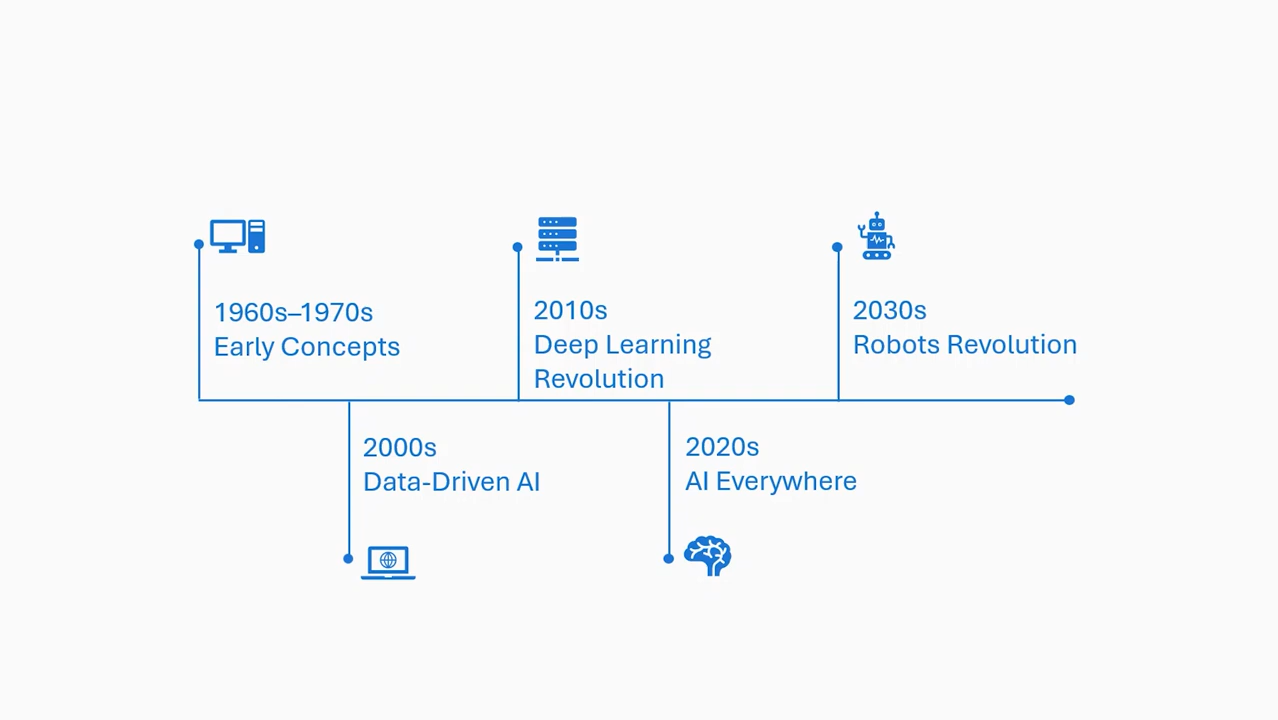 1960s–1970s
Early Concepts
2010s
Deep Learning
Revolution
2030s
Robots Revolution
2000s
Data-Driven AI
2020s
AI Everywhere